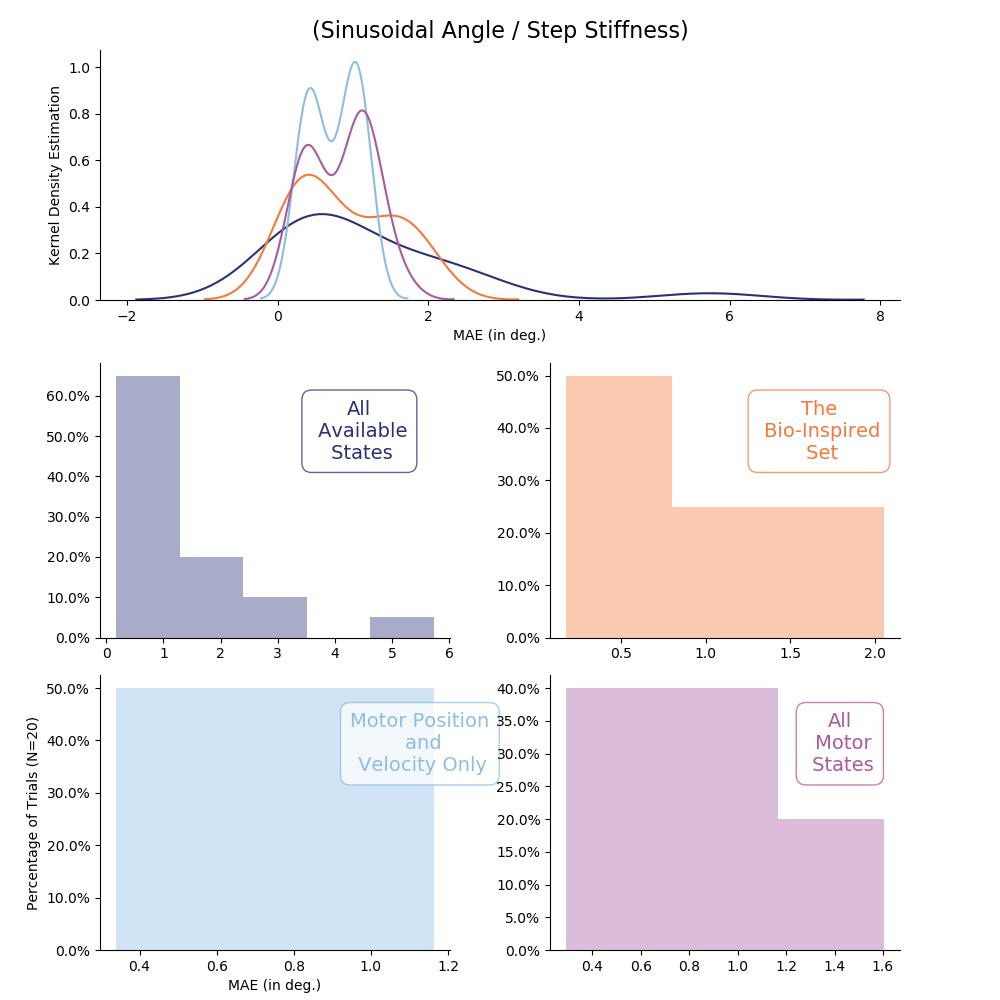 (Sinusoidal Angle / Step Stiffness)
Kernel Density Estimation
1.0
0.8
0.6
0.4
0.2
0.0
−2 0 2 4 6 8
MAE (in deg.)
60.0%
50.0%
40.0%
30.0%
20.0%
10.0%
0.0%
0 1 2 3 4 5 6
All
Available
States
50.0%
40.0%
30.0%
20.0%
10.0%
0.0%
0.5 1.0 1.5 2.0
The
Bio-Inspired
Set
Percentage of Trials (N=20)
50.0%
40.0%
30.0%
20.0%
10.0%
0.0%
0.4 0.6 0.8 1.0 1.2
MAE (in deg.)
Motor Position
and
Velocity Only
40.0%
35.0%
30.0%
25.0%
20.0%
15.0%
10.0%
5.0%
0.0%
0.4 0.6 0.8 1.0 1.2 1.4 1.6
All
Motor
States